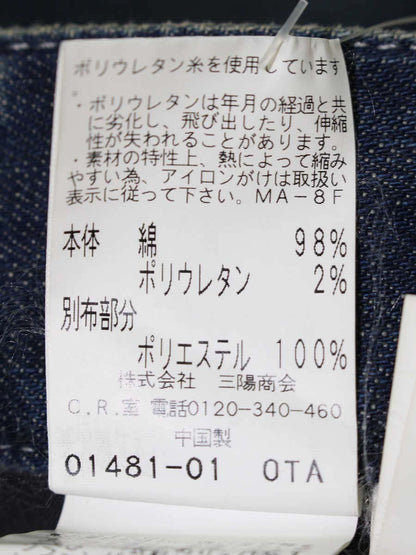 ポリウレタン糸を使用しています
・ポリウレタンは年月の経過と共
に劣化し、飛び出したり、伸縮
性が失われることがあります。
・素材の特性上、熱によって縮み
やすい為、アイロンがけは取扱い
表示に従って下さい。MA-8F
本体 綿 98%
ポリウレタン 2%
別布部分
ポリエステル 100%
株式会社 三陽商会
C.R.室 電話0120-340-460
中国製
01481-01 0TA